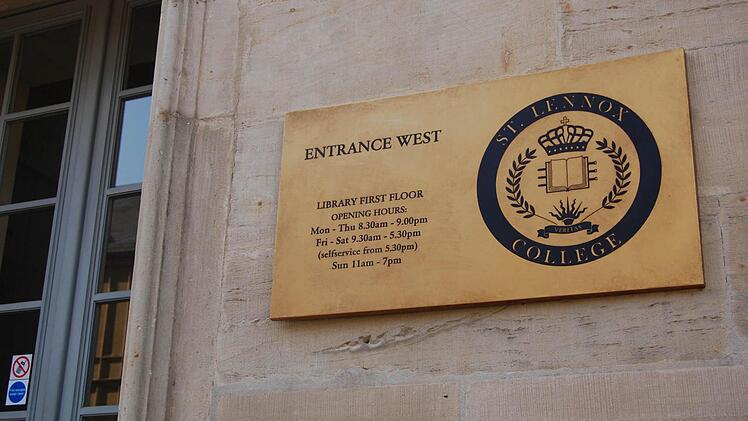 ENTRANCE WEST
LIBRARY FIRST FLOOR
OPENING HOURS:
Mon - Thu 8.30am - 9.00pm
Fri - Sat 9.30am - 5.30pm
(selfservice from 5.30pm)
Sun 11am - 7pm
ST. LENNOX
VERITAS
COLLEGE